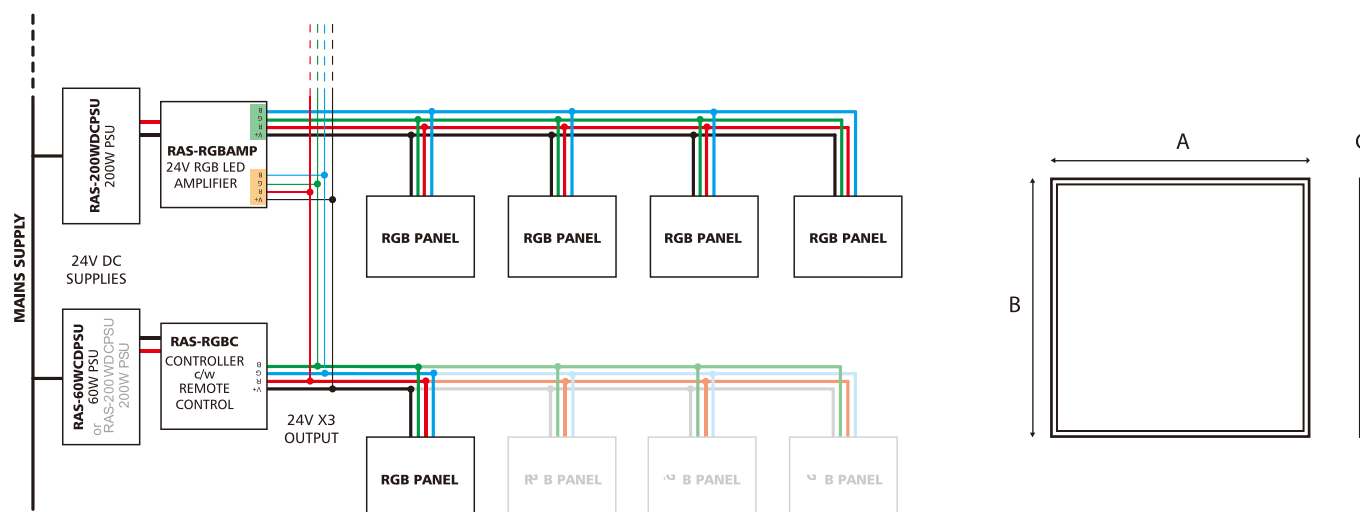 MAINS SUPPLY
RAS-200WDCPSU
200W PSU
RAS-RGBAMP
24V RGB LED
AMPLIFIER
B
G
R
V+
B
G
R
V+
RGB PANEL
RGB PANEL
RGB PANEL
RGB PANEL
24V DC
SUPPLIES
RAS-60WCDPSU
60W PSU
or
RAS-200WDCPSU
200W PSU
RAS-RGBC
CONTROLLER
c/w
REMOTE
CONTROL
B
G
R
V+
24V X3
OUTPUT
RGB PANEL
B PANEL
B PANEL
B PANEL
A
B